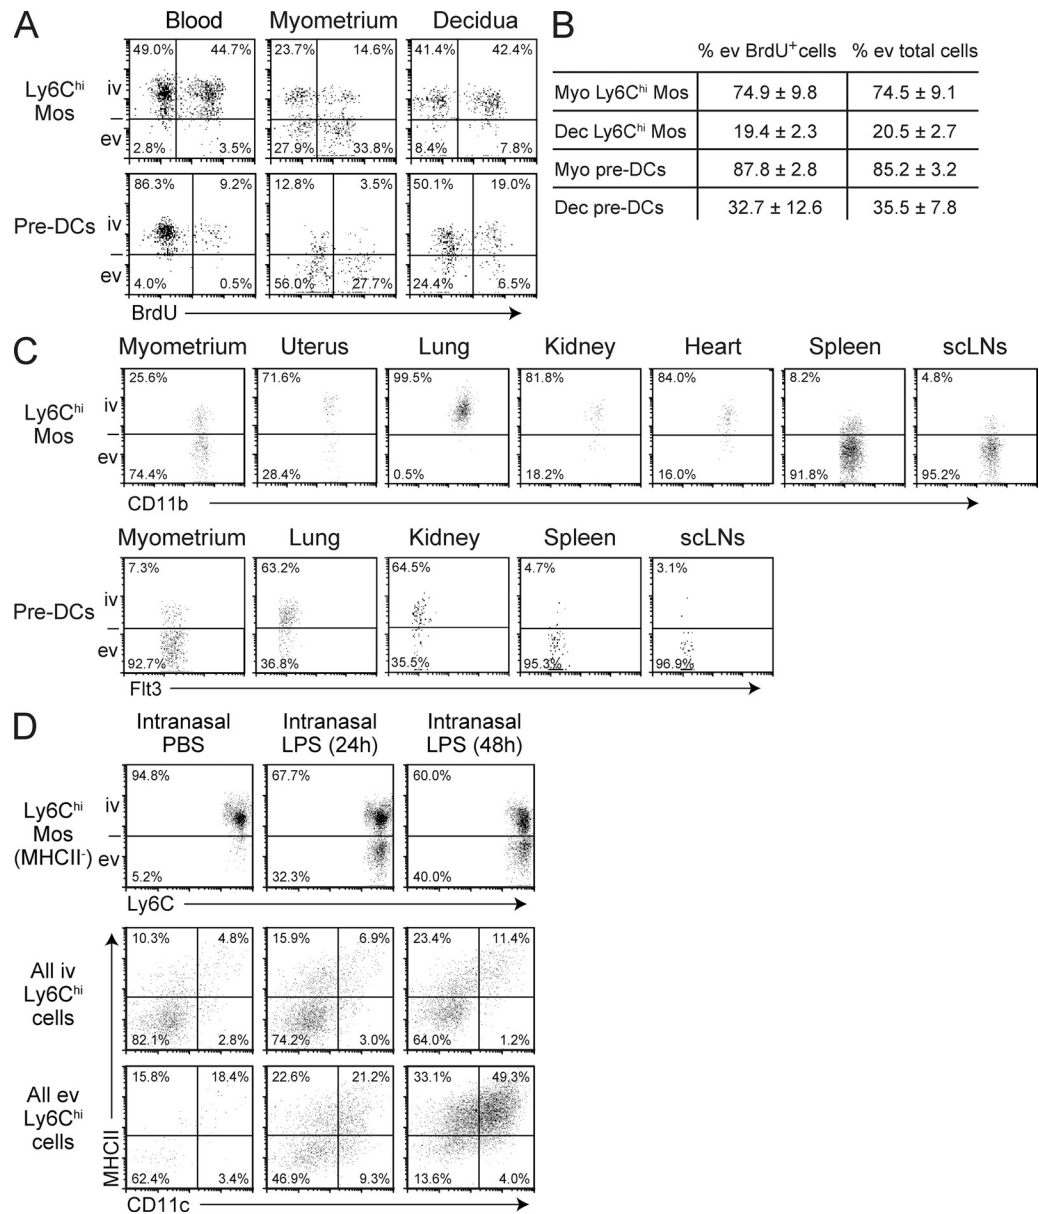 A
Blood Myometrium Decidua
Ly6Chi Mos
iv
ev
49.0% 44.7% 23.7% 14.6% 41.4% 42.4%
2.8% 3.5% 27.9% 33.8% 8.4% 7.8%
Pre-DCs
iv
ev
86.3% 9.2% 12.8% 3.5% 50.1% 19.0%
4.0% 0.5% 56.0% 27.7% 24.4% 6.5%
BrdU
B
% ev BrdU+cells % ev total cells
Myo Ly6Chi Mos 74.9 ± 9.8 74.5 ± 9.1
Dec Ly6Chi Mos 19.4 ± 2.3 20.5 ± 2.7
Myo pre-DCs 87.8 ± 2.8 85.2 ± 3.2
Dec pre-DCs 32.7 ± 12.6 35.5 ± 7.8
C
Myometrium Uterus Lung Kidney Heart Spleen scLNs
Ly6Chi Mos
iv
ev
25.6% 71.6% 99.5% 81.8% 84.0% 8.2% 4.8%
74.4% 28.4% 0.5% 18.2% 16.0% 91.8% 95.2%
CD11b
Myometrium Lung Kidney Spleen scLNs
Pre-DCs
iv
ev
7.3% 63.2% 64.5% 4.7% 3.1%
92.7% 36.8% 35.5% 95.3% 96.9%
Flt3
D
Intranasal PBS
Intranasal LPS (24h)
Intranasal LPS (48h)
Ly6Chi
Mos
(MHCII-)
iv
ev
94.8% 67.7% 60.0%
5.2% 32.3% 40.0%
Ly6C
All iv
Ly6Chi
cells
10.3% 4.8% 15.9% 6.9% 23.4% 11.4%
82.1% 2.8% 74.2% 3.0% 64.0% 1.2%
All ev
Ly6Chi
cells
15.8% 18.4% 22.6% 21.2% 33.1% 49.3%
62.4% 3.4% 46.9% 9.3% 13.6% 4.0%
MHCII
CD11c